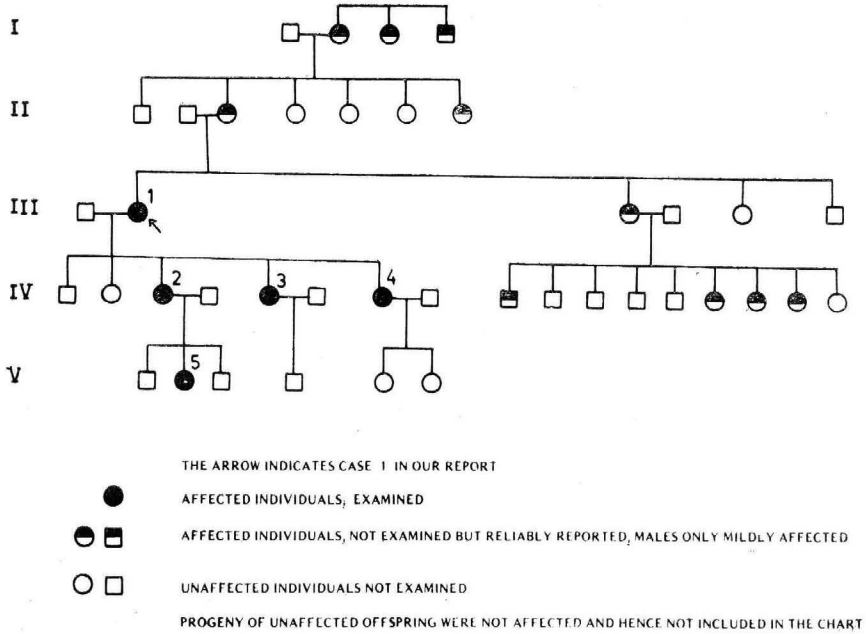 I
II
1
III
2
3
4
IV
5
V
THE ARROW INDICATES CASE 1 IN OUR REPORT
AFFECTED INDIVIDUALS, EXAMINED
AFFECTED INDIVIDUALS, NOT EXAMINED BUT RELIABLY REPORTED, MALES ONLY MILDLY AFFECTED
UNAFFECTED INDIVIDUALS NOT EXAMINED
PROGENY OF UNAFFECTED OFFSPRING WERE NOT AFFECTED AND HENCE NOT INCLUDED IN THE CHART